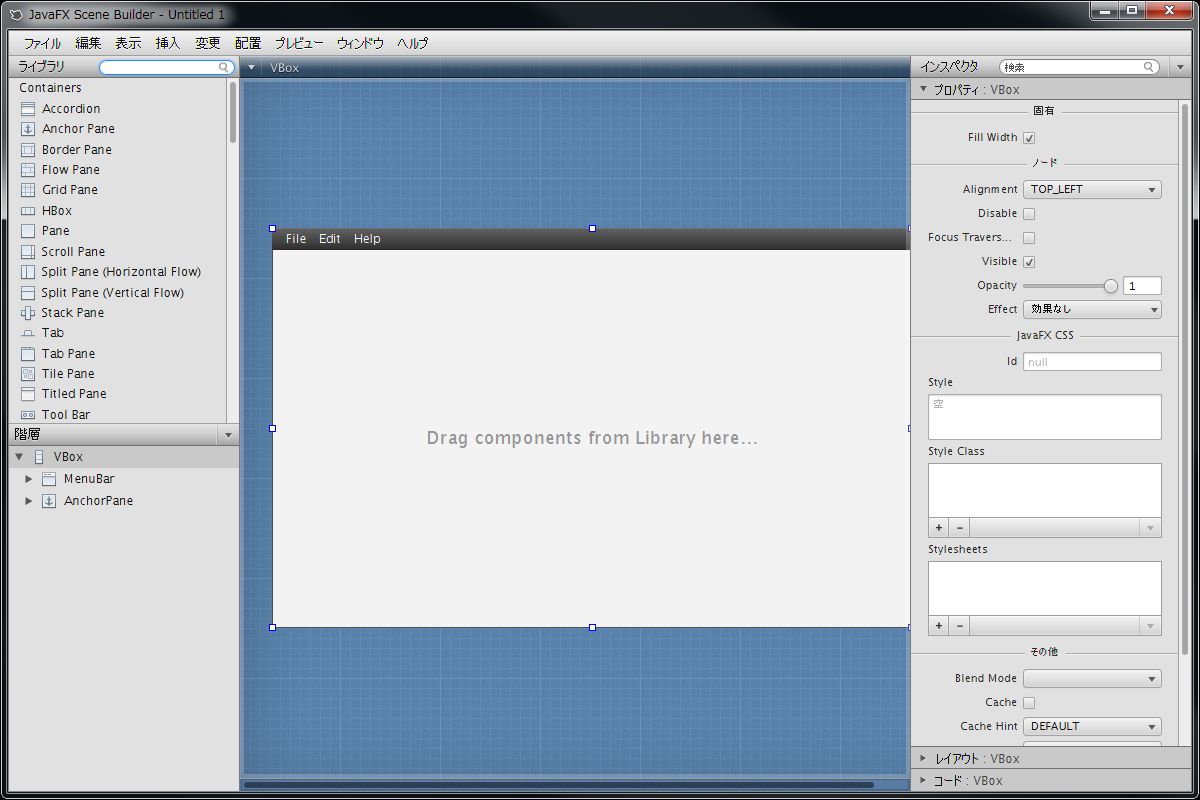 JavaFX Scene Builder - Untitled 1
ファイル 編集 表示 挿入 変更 配置 プレビュー ウィンドウ ヘルプ
ライブラリ
Containers
Accordion
Anchor Pane
Border Pane
Flow Pane
Grid Pane
HBox
Pane
Scroll Pane
Split Pane (Horizontal Flow)
Split Pane (Vertical Flow)
Stack Pane
Tab
Tab Pane
Tile Pane
Titled Pane
Tool Bar
階層
VBox
MenuBar
AnchorPane
VBox
File Edit Help
Drag components from Library here...
インスペクタ 検索
プロパティ : VBox
固有
Fill Width
ノード
Alignment TOP_LEFT
Disable
Focus Travers...
Visible
Opacity 1
Effect 効果なし
JavaFX CSS
Id null
Style
空
Style Class
+ −
Stylesheets
+ −
その他
Blend Mode
Cache
Cache Hint DEFAULT
レイアウト : VBox
コード : VBox